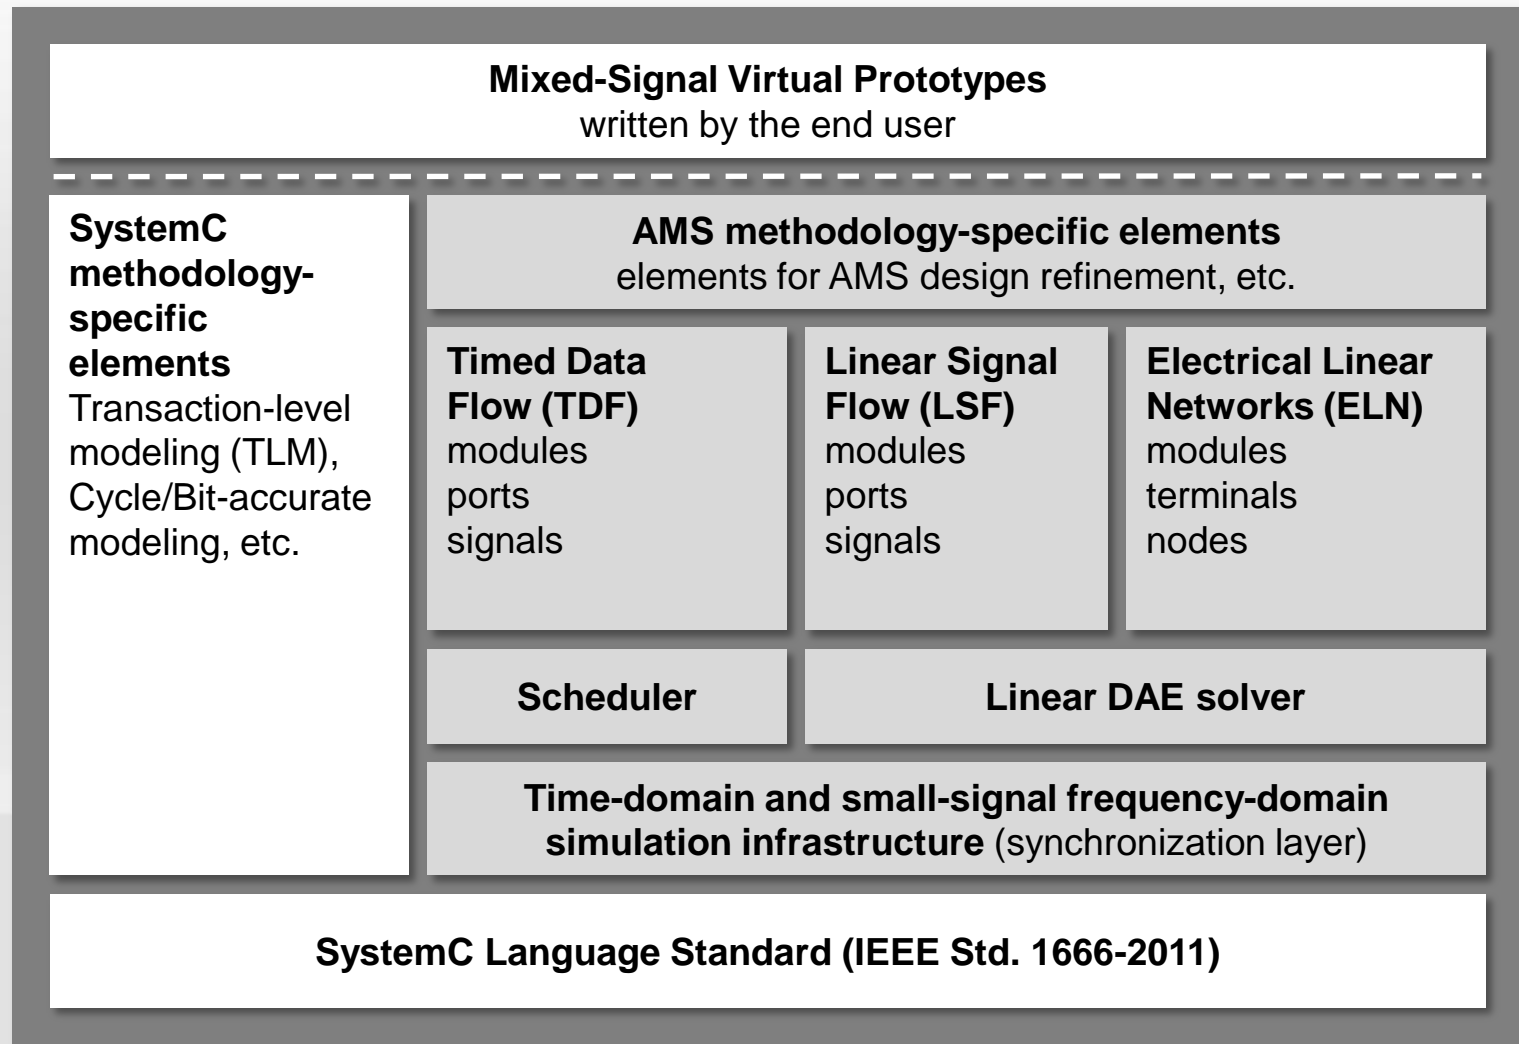 Mixed-Signal Virtual Prototypes
written by the end user
SystemC
methodology-
specific
elements
Transaction-level
modeling (TLM),
Cycle/Bit-accurate
modeling, etc.
AMS methodology-specific elements
elements for AMS design refinement, etc.
Timed Data
Flow (TDF)
modules
ports
signals
Linear Signal
Flow (LSF)
modules
ports
signals
Electrical Linear
Networks (ELN)
modules
terminals
nodes
Scheduler
Linear DAE solver
Time-domain and small-signal frequency-domain
simulation infrastructure (synchronization layer)
SystemC Language Standard (IEEE Std. 1666-2011)